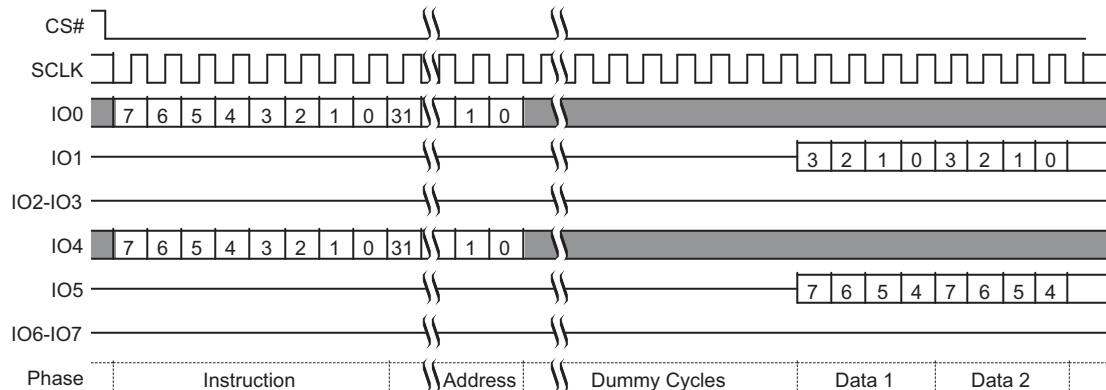 CS#
SCLK
IO0 7 6 5 4 3 2 1 0 31 1 0
IO1 3 2 1 0 3 2 1 0
IO2-IO3
IO4 7 6 5 4 3 2 1 0 31 1 0
IO5 7 6 5 4 7 6 5 4
IO6-IO7
Phase Instruction Address Dummy Cycles Data 1 Data 2